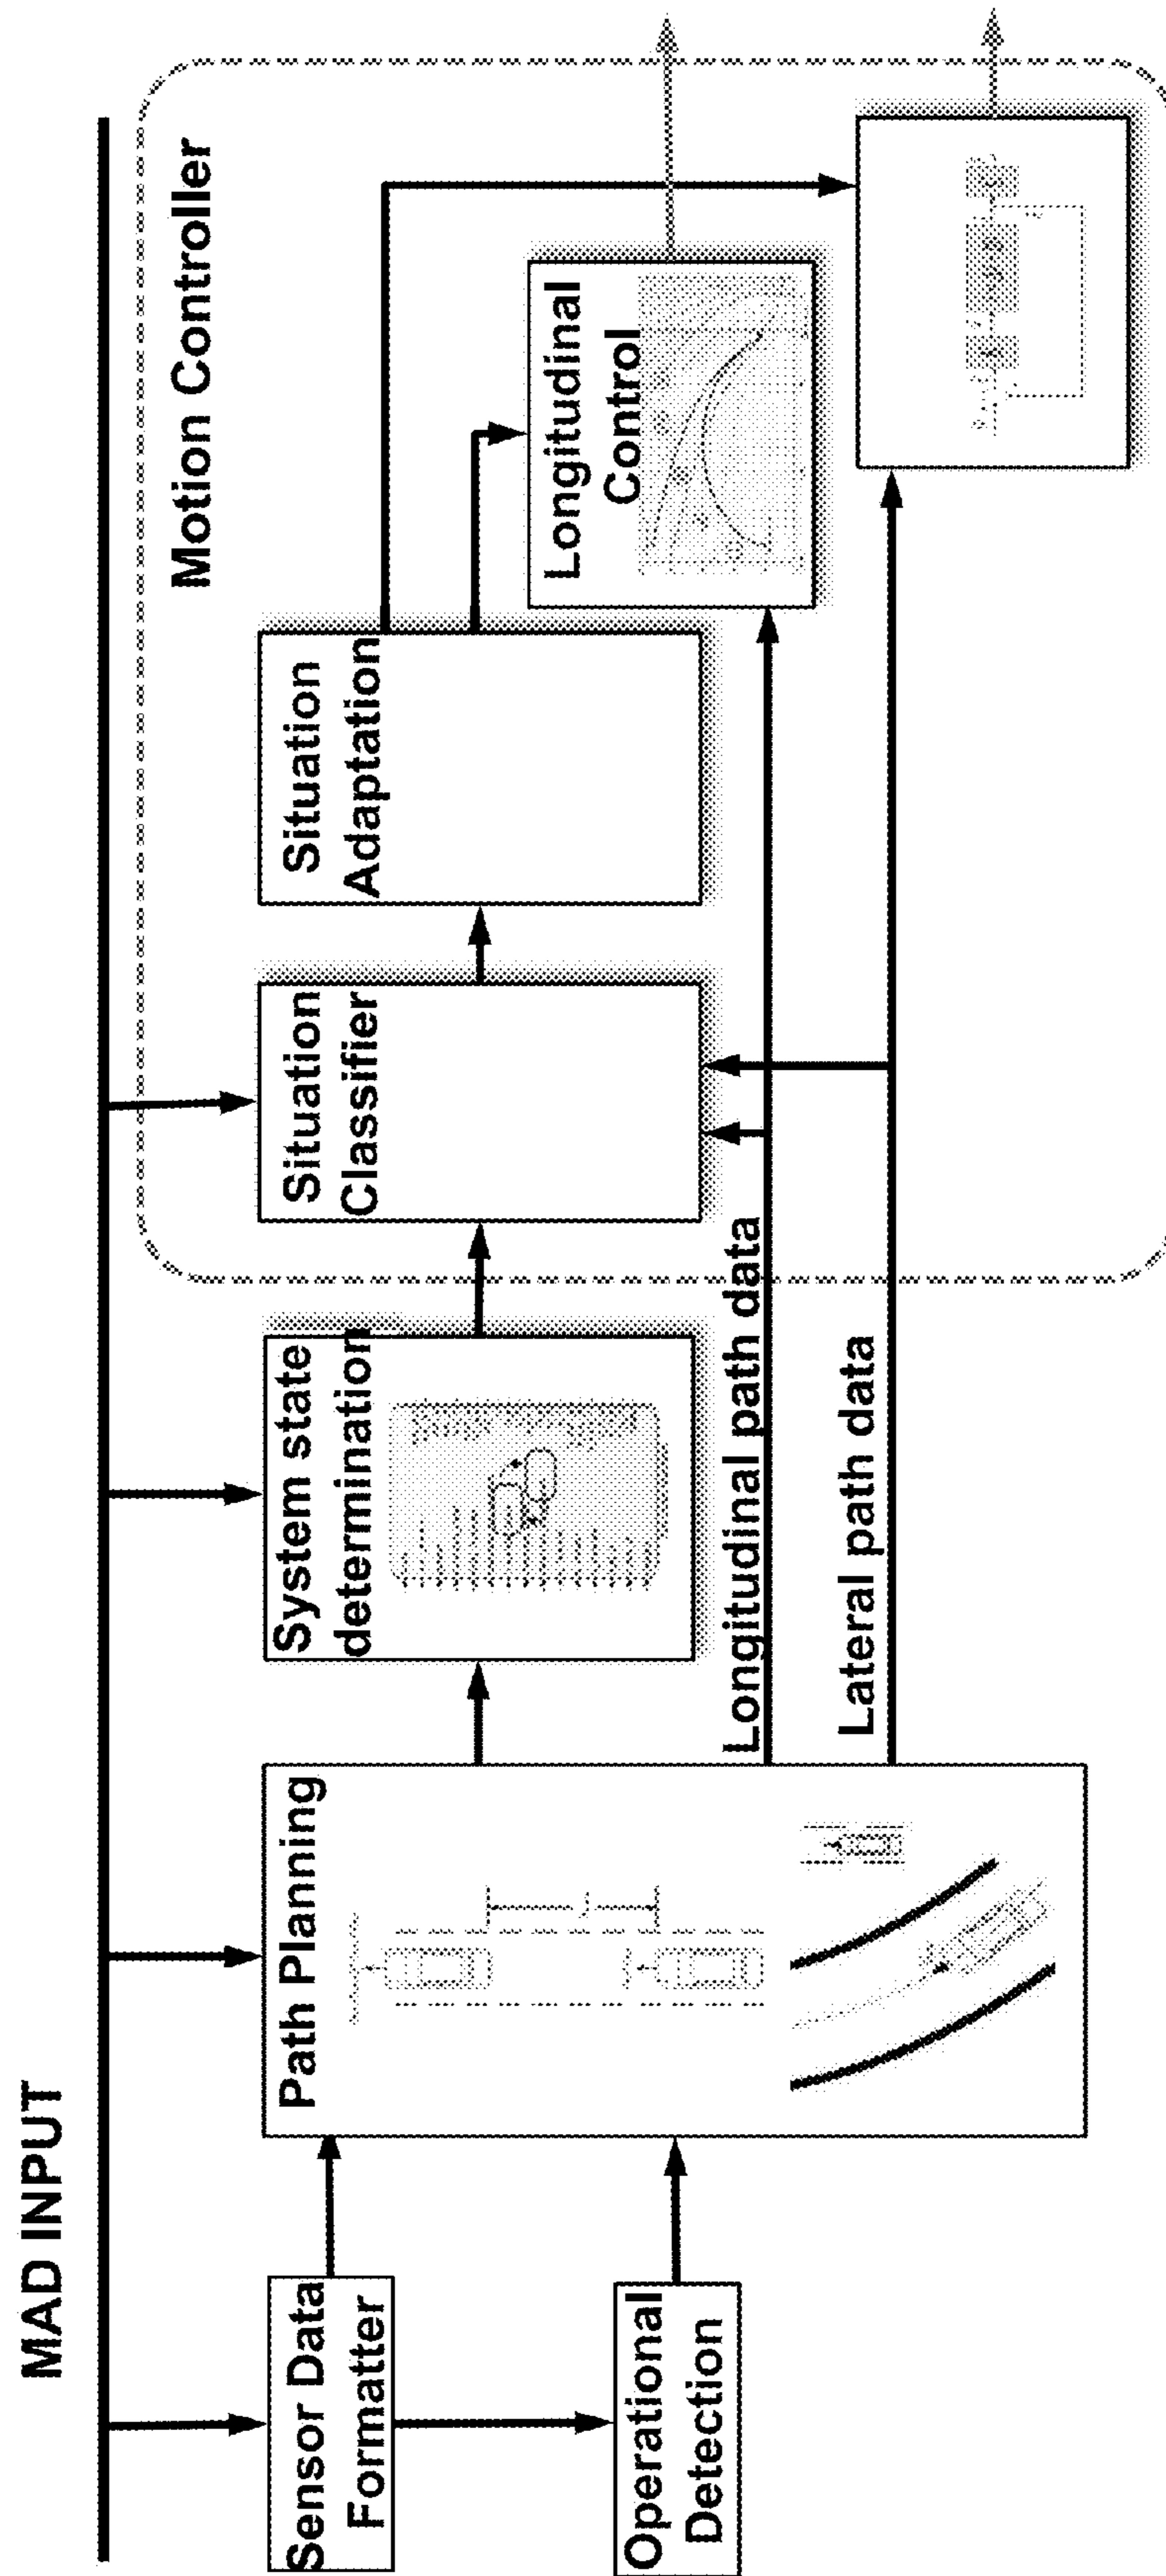 MAD INPUT
Motion Controller
Sensor Data
Formatter
Operational
Detection
Path Planning
System state
determination
Situation
Classifier
Situation
Adaptation
Longitudinal
Control
Longitudinal path data
Lateral path data